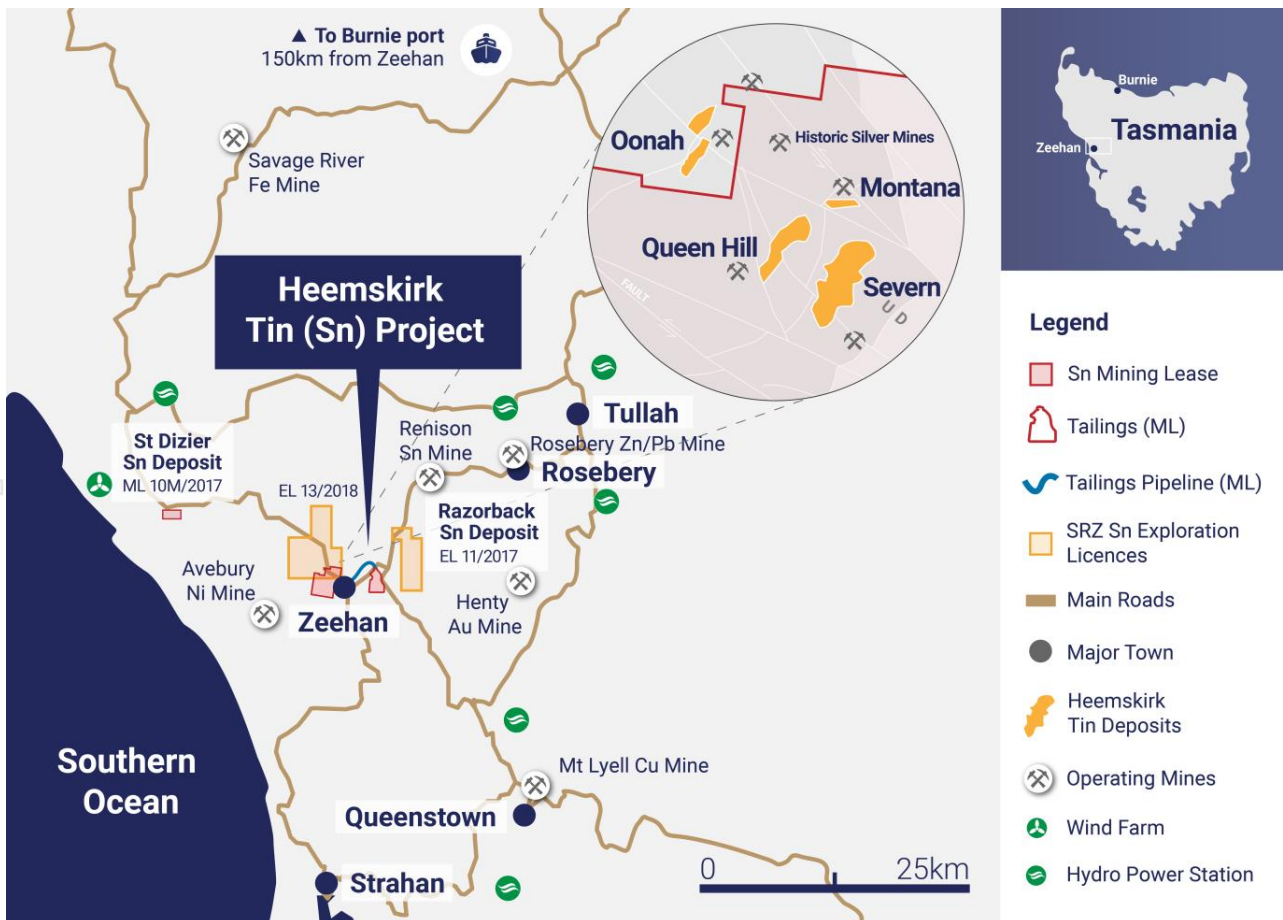 ▲ To Burnie port
150km from Zeehan
Savage River
Fe Mine
Heemskirk
Tin (Sn) Project
Oonah
Historic Silver Mines
Montana
Queen Hill
Severn
U D
FAULT
Burnie
Tasmania
Zeehan
St Dizier
Sn Deposit
ML 10M/2017
EL 13/2018
Renison
Sn Mine
Tullah
Rosebery Zn/Pb Mine
Rosebery
Razorback
Sn Deposit
EL 11/2017
Avebury
Ni Mine
Zeehan
Henty
Au Mine
Southern
Ocean
Mt Lyell Cu Mine
Queenstown
Strahan
0 25km
Legend
Sn Mining Lease
Tailings (ML)
Tailings Pipeline (ML)
SRZ Sn Exploration
Licences
Main Roads
Major Town
Heemskirk
Tin Deposits
Operating Mines
Wind Farm
Hydro Power Station